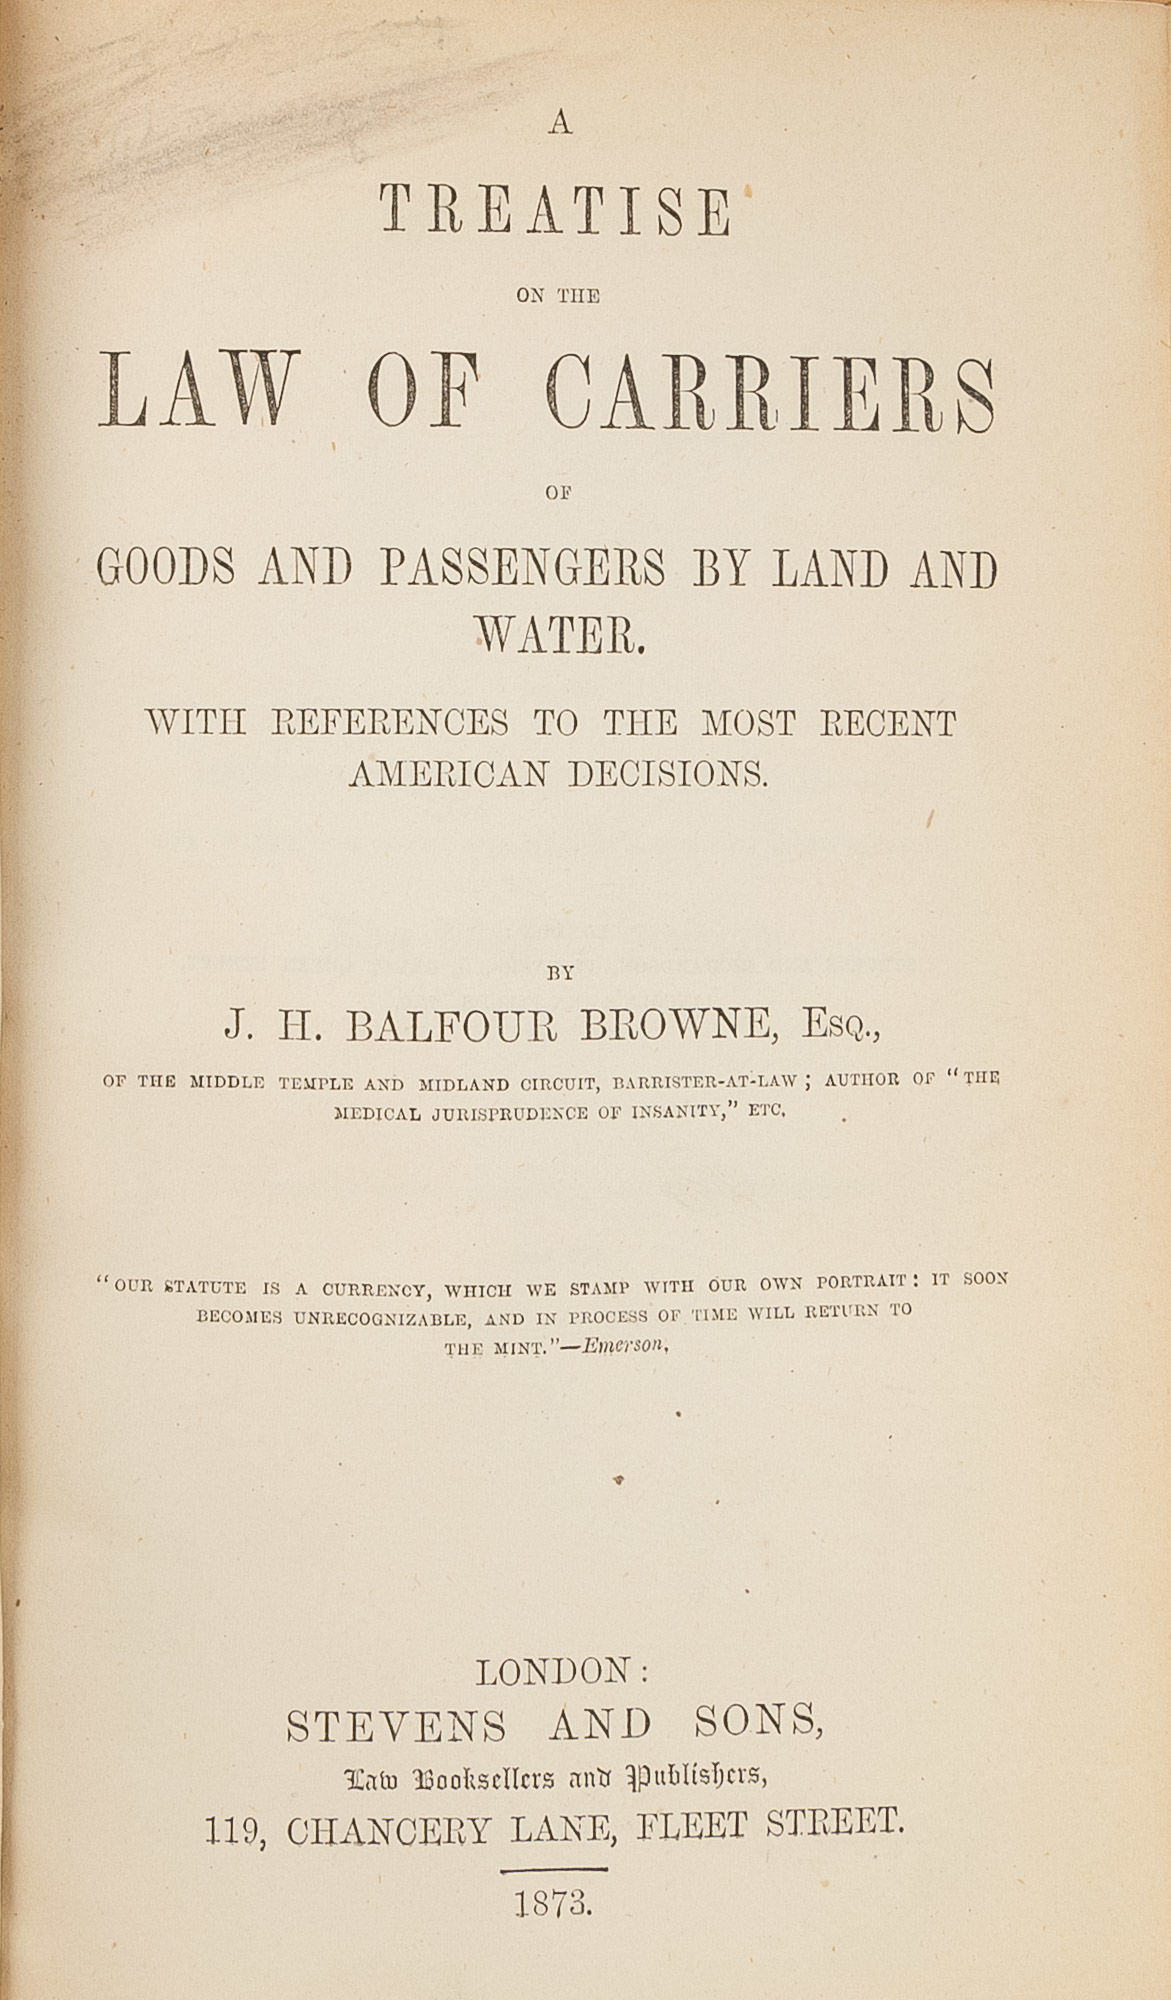 A
TREATISE
ON THE
LAW OF CARRIERS
OF
GOODS AND PASSENGERS BY LAND AND
WATER.
WITH REFERENCES TO THE MOST RECENT
AMERICAN DECISIONS.
BY
J. H. BALFOUR BROWNE, ESQ.,
OF THE MIDDLE TEMPLE AND MIDLAND CIRCUIT, BARRISTER-AT-LAW; AUTHOR OF "THE
MEDICAL JURISPRUDENCE OF INSANITY," ETC.
"OUR STATUTE IS A CURRENCY, WHICH WE STAMP WITH OUR OWN PORTRAIT: IT SOON
BECOMES UNRECOGNIZABLE, AND IN PROCESS OF TIME WILL RETURN TO
THE MINT."—Emerson,
LONDON:
STEVENS AND SONS,
Law Booksellers and Publishers,
119, CHANCERY LANE, FLEET STREET.
1873.